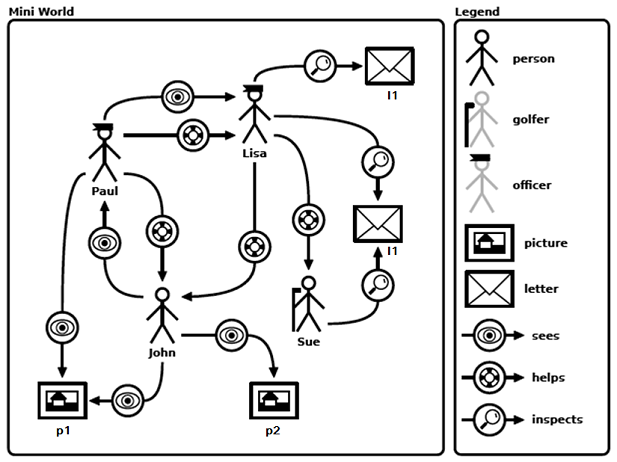 Mini World
Legend
l1
Lisa
Paul
l1
John
Sue
p1
p2
person
golfer
officer
picture
letter
sees
helps
inspects